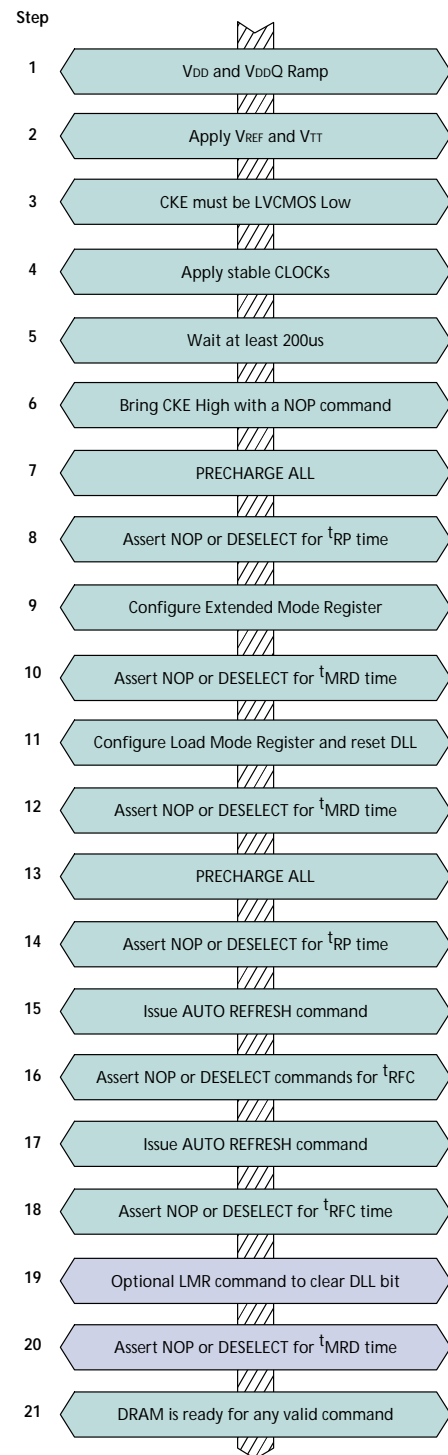 Step
1 VDD and VDDQ Ramp
2 Apply VREF and VTT
3 CKE must be LVCMOS Low
4 Apply stable CLOCKs
5 Wait at least 200us
6 Bring CKE High with a NOP command
7 PRECHARGE ALL
8 Assert NOP or DESELECT for tRP time
9 Configure Extended Mode Register
10 Assert NOP or DESELECT for tMRD time
11 Configure Load Mode Register and reset DLL
12 Assert NOP or DESELECT for tMRD time
13 PRECHARGE ALL
14 Assert NOP or DESELECT for tRP time
15 Issue AUTO REFRESH command
16 Assert NOP or DESELECT commands for tRFC
17 Issue AUTO REFRESH command
18 Assert NOP or DESELECT for tRFC time
19 Optional LMR command to clear DLL bit
20 Assert NOP or DESELECT for tMRD time
21 DRAM is ready for any valid command